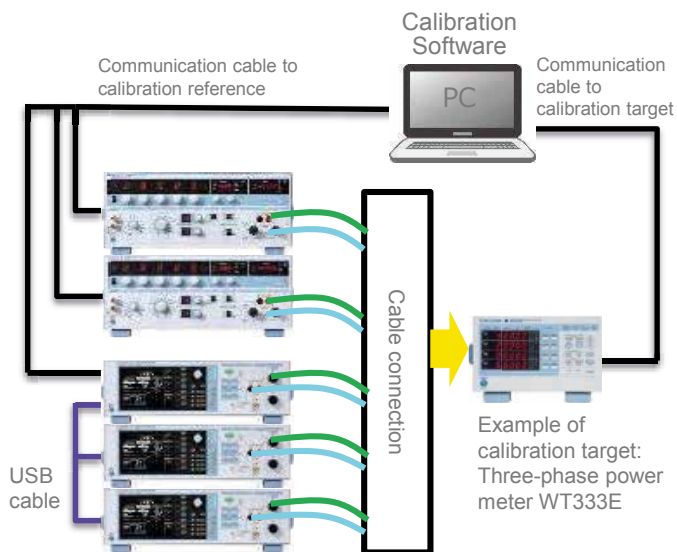 Calibration
Software
Communication cable to
calibration reference
Communication
cable to
calibration
target
PC
Cable connection
Example of
calibration target:
Three-phase power
meter WT333E
USB
cable